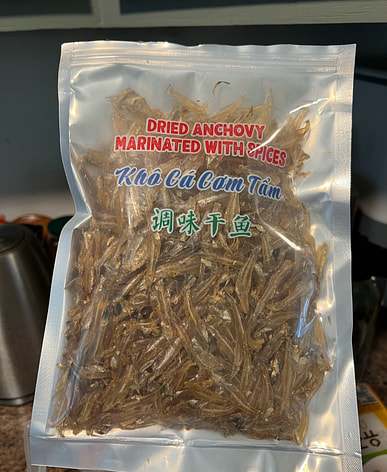 DRIED ANCHOVY
MARINATED WITH SPICES
Khô Cá Cơm Tẩm
调味干鱼